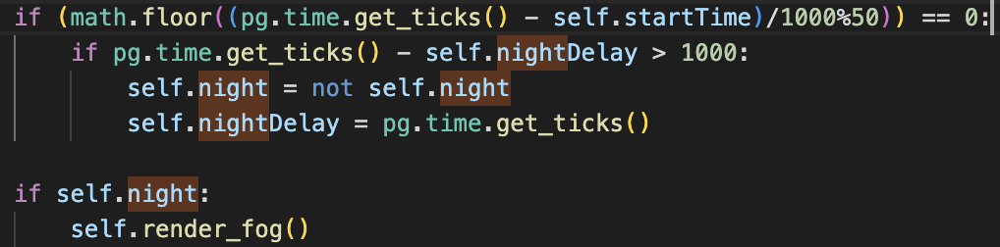 if (math.floor((pg.time.get_ticks() - self.startTime)/1000%50)) == 0:
if pg.time.get_ticks() - self.nightDelay > 1000:
self.night = not self.night
self.nightDelay = pg.time.get_ticks()
if self.night:
self.render_fog()